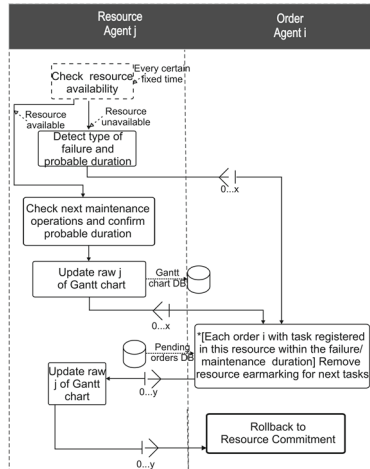 Resource
Agent j
Order
Agent i
Check resource
availability
Every certain
fixed time
Resource
available
Resource
unavailable
Detect type of
failure and
probable duration
0...x
Check next maintenance
operations and confirm
probable duration
Update raw j
of Gantt chart
Gantt
chart DB
0...x
Pending
orders DB
*[Each order i with task registered
in this resource within the failure/
maintenance duration] Remove
resource earmarking for next tasks
Update raw
j of Gantt
chart
0...y
Rollback to
Resource Commitment
0...y